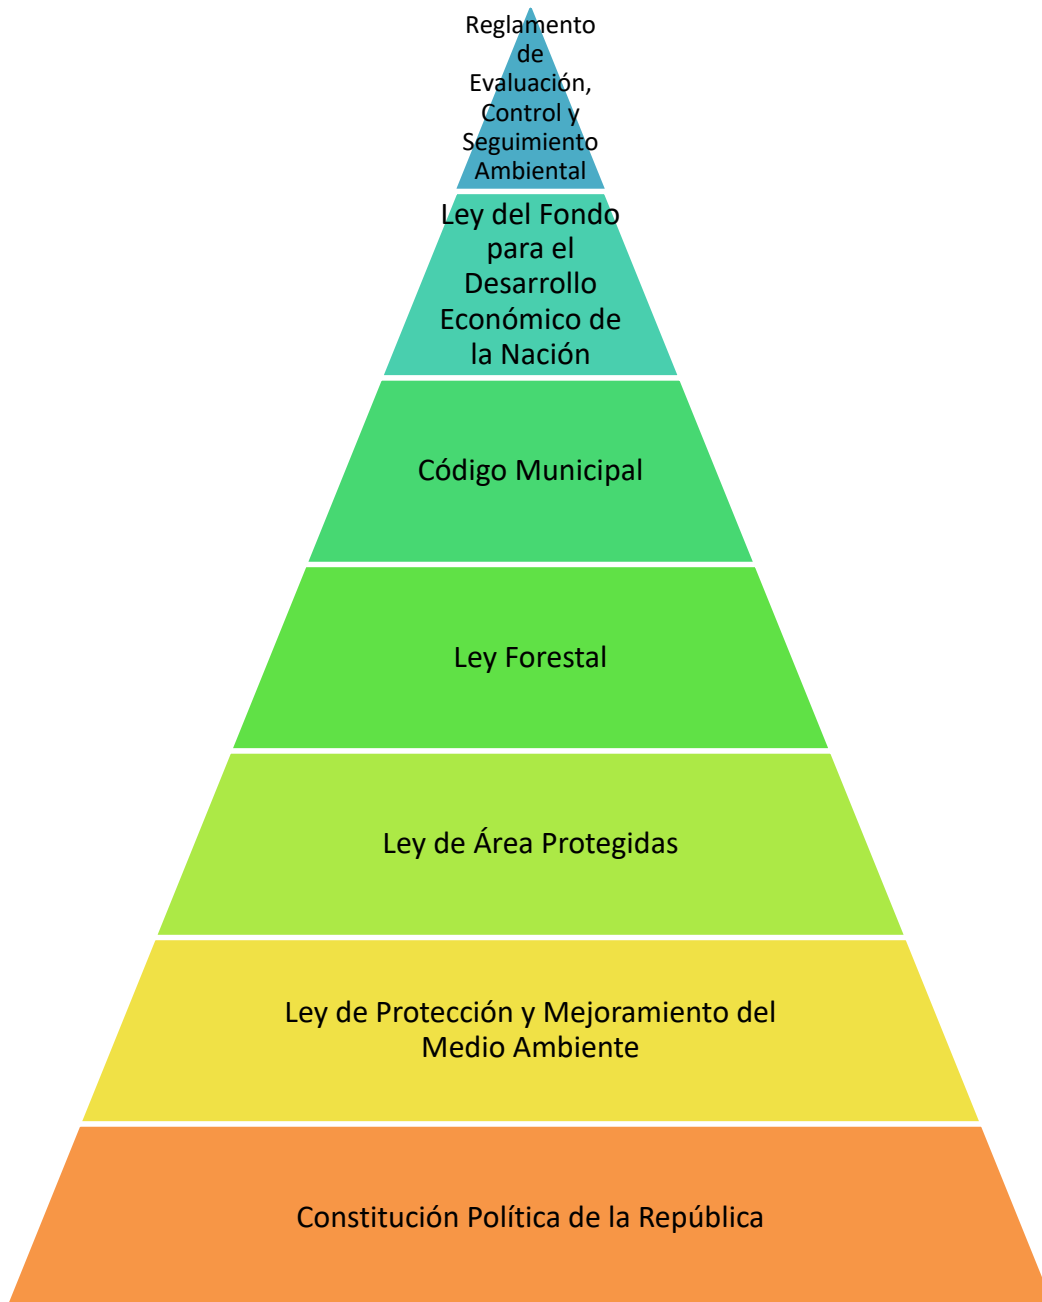 Reglamento
de
Evaluación,
Control y
Seguimiento
Ambiental
Ley del Fondo
para el
Desarrollo
Económico de
la Nación
Código Municipal
Ley Forestal
Ley de Área Protegidas
Ley de Protección y Mejoramiento del
Medio Ambiente
Constitución Política de la República